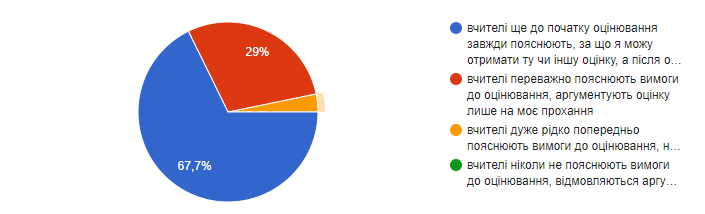 29%
67,7%
вчителі ще до початку оцінювання
завжди пояснюють, за що я можу
отримати ту чи іншу оцінку, а після о…
вчителі переважно пояснюють вимоги
до оцінювання, аргументують оцінку
лише на моє прохання
вчителі дуже рідко попередньо
пояснюють вимоги до оцінювання, н…
вчителі ніколи не пояснюють вимоги
до оцінювання, відмовляються аргу…